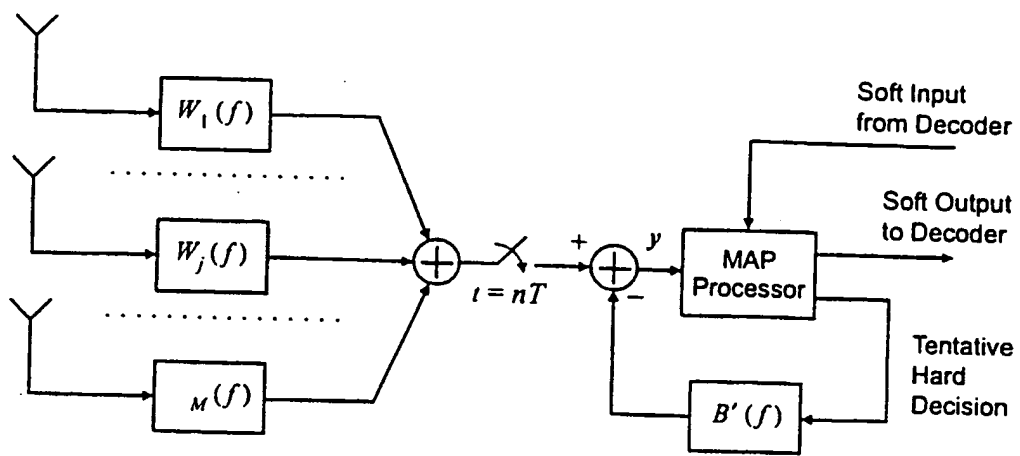 W₁(f)
Soft Input
from Decoder
Wⱼ(f)
Soft Output
to Decoder
+
y
MAP
Processor
t = nT
−
M(f)
Tentative
Hard
Decision
B′(f)